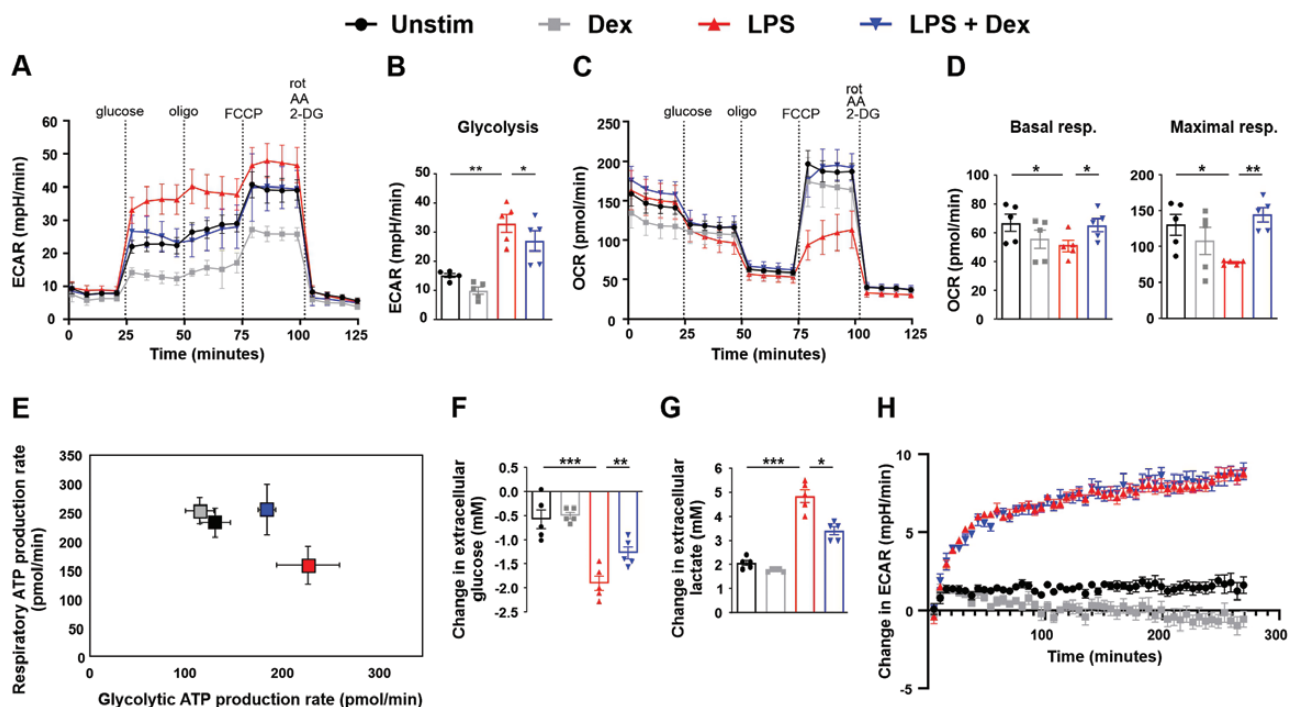 Unstim Dex LPS LPS + Dex
A
glucose oligo FCCP
rot
AA
2-DG
ECAR (mpH/min)
60
50
40
30
20
10
0
0 25 50 75 100 125
Time (minutes)
B
Glycolysis
** *
ECAR (mpH/min)
50
40
30
20
10
0
C
glucose oligo FCCP
rot
AA
2-DG
OCR (pmol/min)
250
200
150
100
50
0
0 25 50 75 100 125
Time (minutes)
D
Basal resp.
* *
OCR (pmol/min)
100
80
60
40
20
0
Maximal resp.
* **
200
150
100
50
0
E
Respiratory ATP production rate
(pmol/min)
350
300
250
200
150
100
50
0
0 100 200 300
Glycolytic ATP production rate (pmol/min)
F
*** **
Change in extracellular
glucose (mM)
0.5
0.0
-0.5
-1.0
-1.5
-2.0
-2.5
G
*** *
Change in extracellular
lactate (mM)
6
5
4
3
2
1
0
H
Change in ECAR (mpH/min)
10
5
0
-5
100 200 300
Time (minutes)